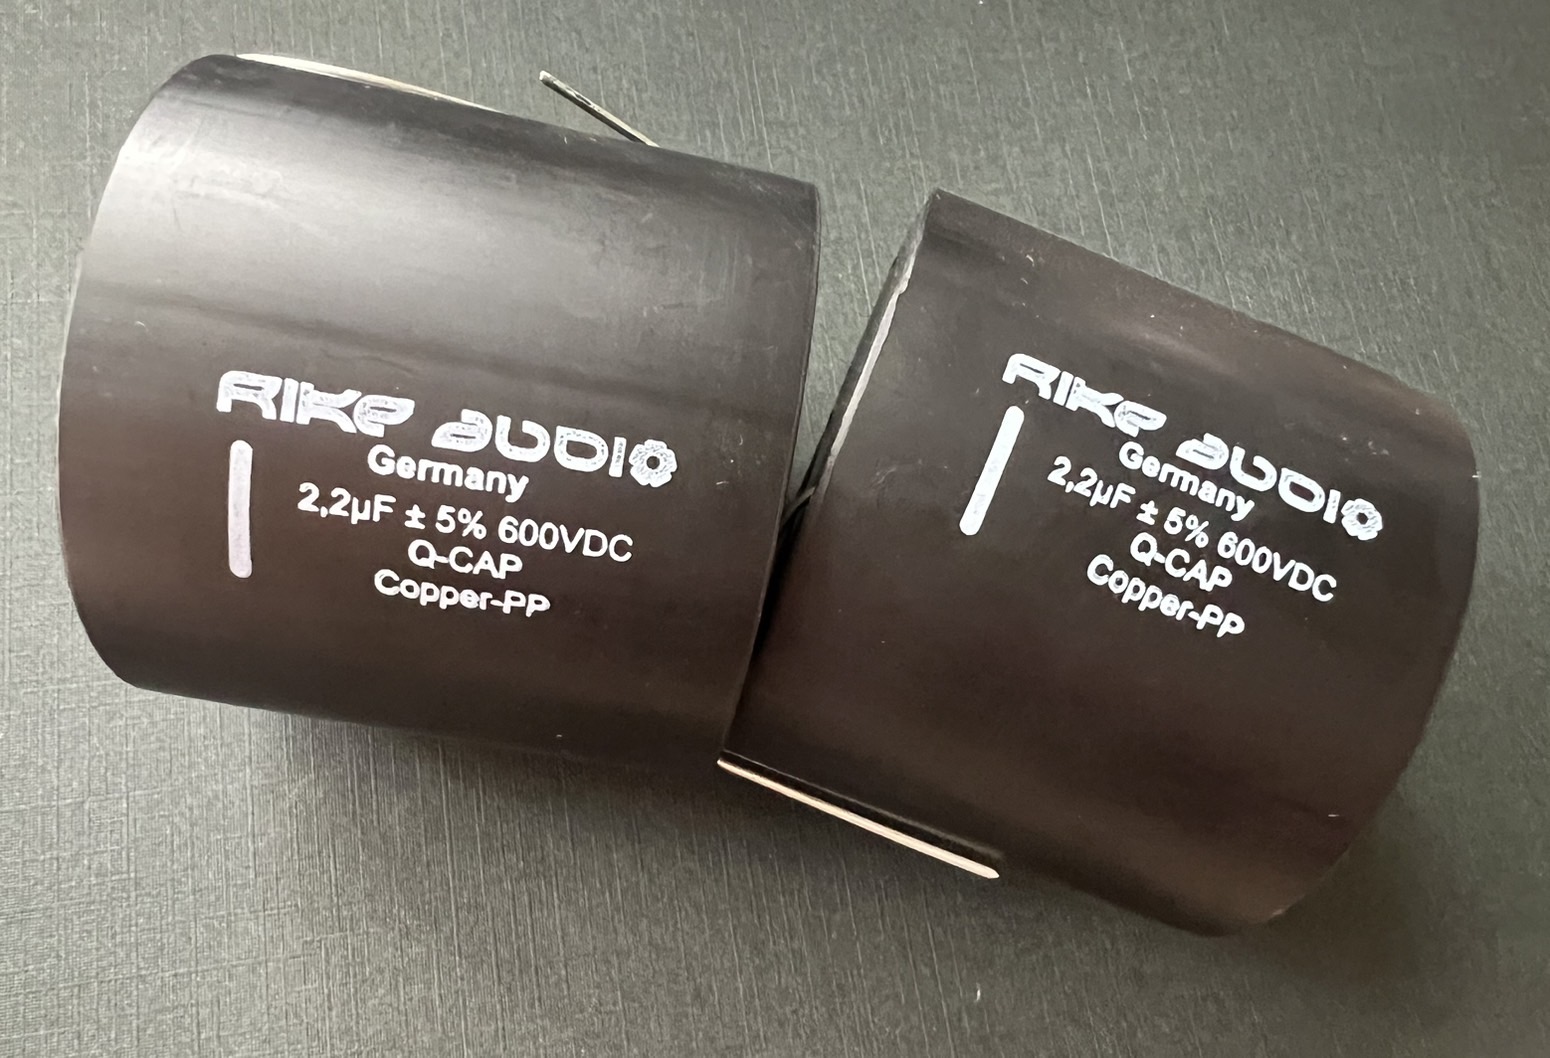 RIKE AUDIO
Germany
2,2µF ± 5% 600VDC
Q-CAP
Copper-PP
RIKE AUDIO
Germany
2,2µF ± 5% 600VDC
Q-CAP
Copper-PP